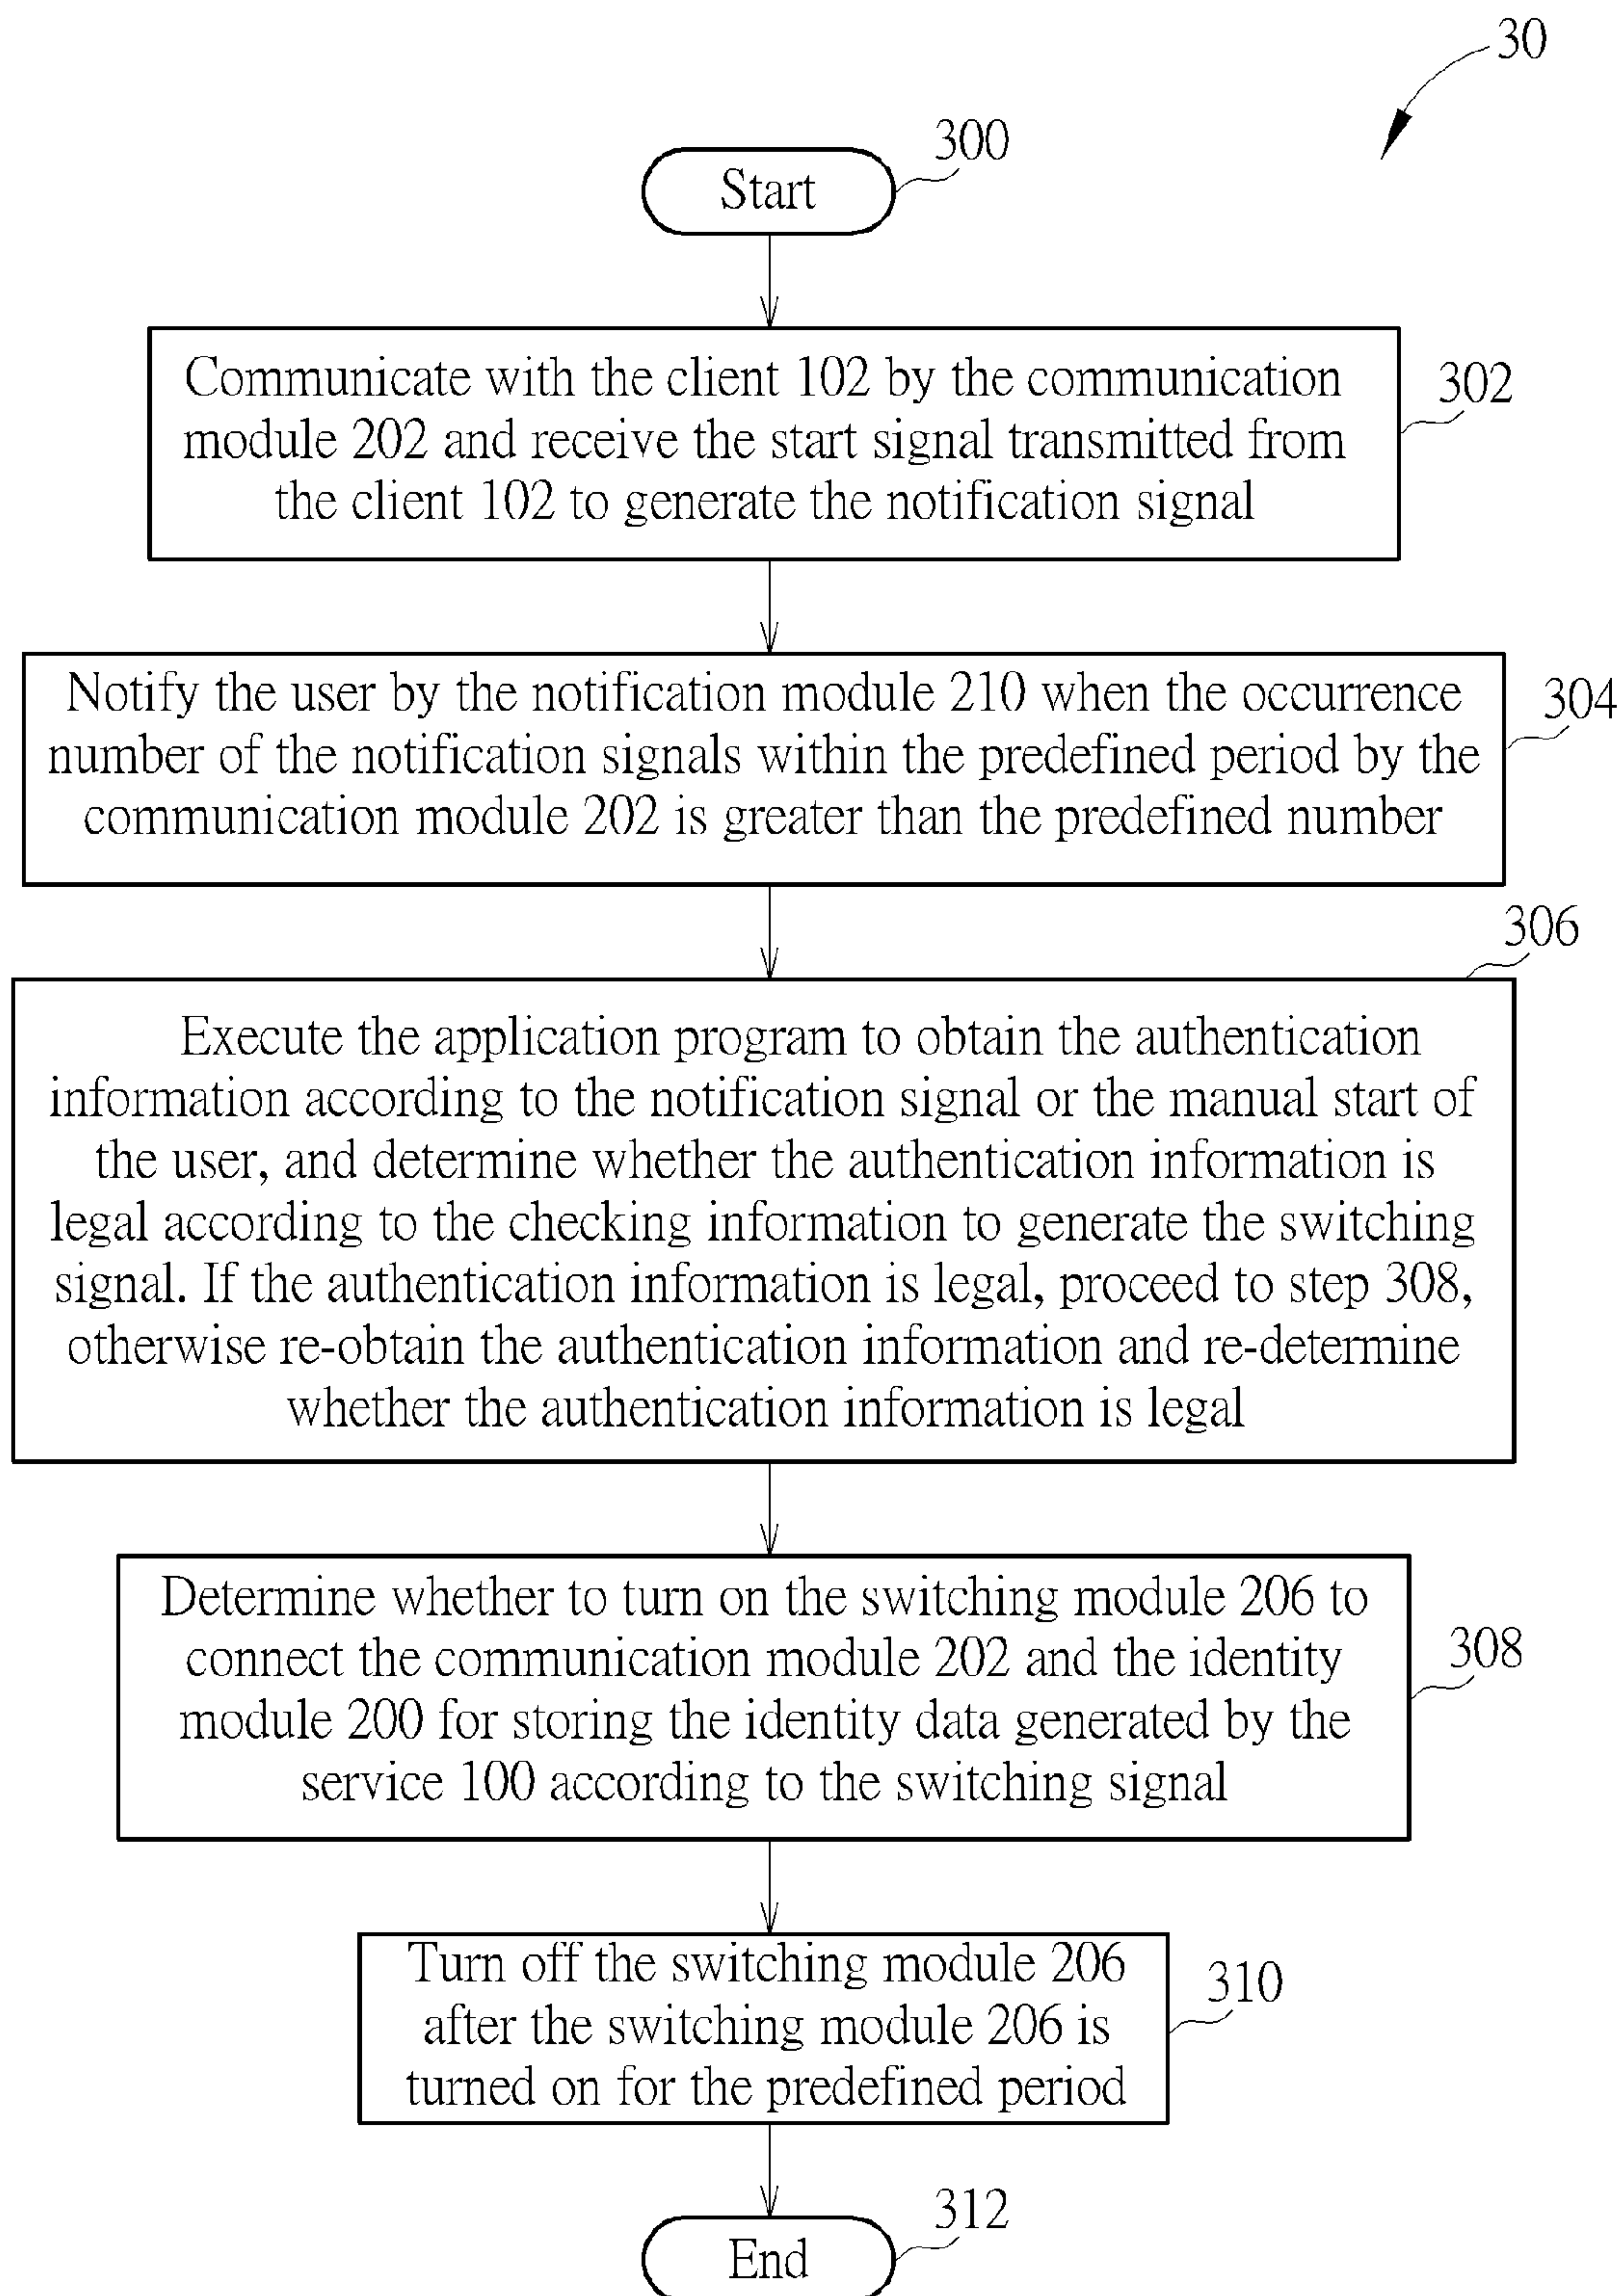 30
300
Start
Communicate with the client 102 by the communication
module 202 and receive the start signal transmitted from
the client 102 to generate the notification signal
302
Notify the user by the notification module 210 when the occurrence
number of the notification signals within the predefined period by the
communication module 202 is greater than the predefined number
304
306
Execute the application program to obtain the authentication
information according to the notification signal or the manual start of
the user, and determine whether the authentication information is
legal according to the checking information to generate the switching
signal. If the authentication information is legal, proceed to step 308,
otherwise re-obtain the authentication information and re-determine
whether the authentication information is legal
Determine whether to turn on the switching module 206 to
connect the communication module 202 and the identity
module 200 for storing the identity data generated by the
service 100 according to the switching signal
308
Turn off the switching module 206
after the switching module 206 is
turned on for the predefined period
310
312
End